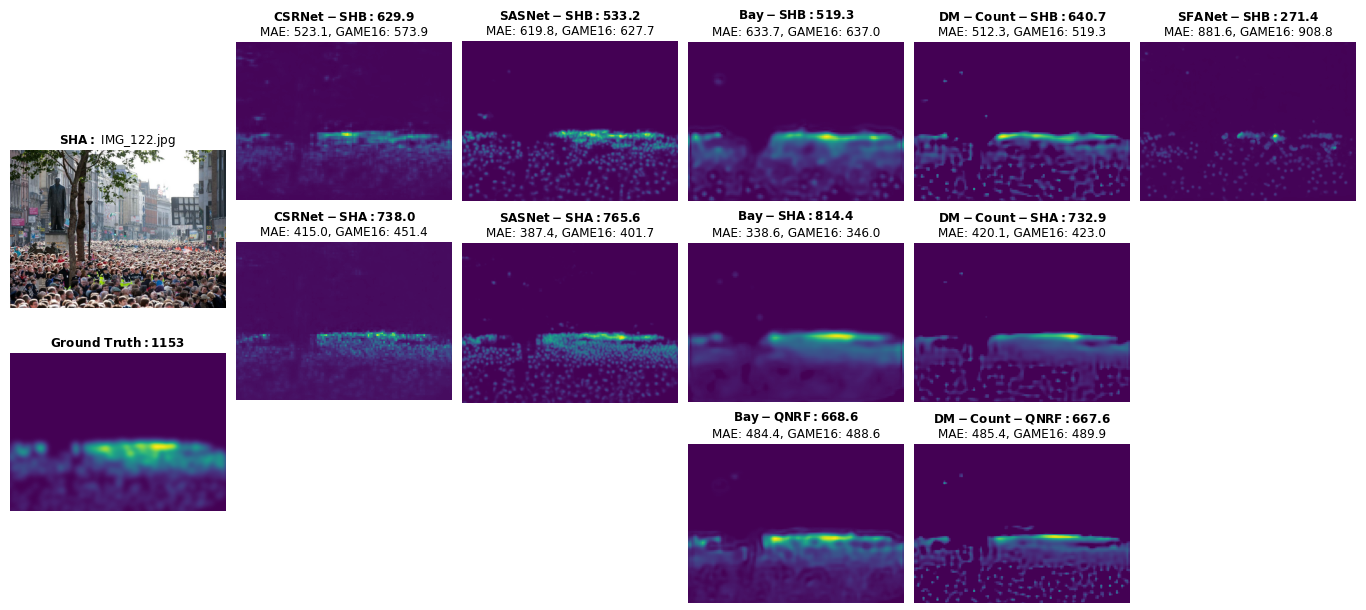 CSRNet − SHB : 629.9
MAE: 523.1, GAME16: 573.9
SASNet − SHB : 533.2
MAE: 619.8, GAME16: 627.7
Bay − SHB : 519.3
MAE: 633.7, GAME16: 637.0
DM − Count − SHB : 640.7
MAE: 512.3, GAME16: 519.3
SFANet − SHB : 271.4
MAE: 881.6, GAME16: 908.8
SHA : IMG_122.jpg
CSRNet − SHA : 738.0
MAE: 415.0, GAME16: 451.4
SASNet − SHA : 765.6
MAE: 387.4, GAME16: 401.7
Bay − SHA : 814.4
MAE: 338.6, GAME16: 346.0
DM − Count − SHA : 732.9
MAE: 420.1, GAME16: 423.0
Ground Truth : 1153
Bay − QNRF : 668.6
MAE: 484.4, GAME16: 488.6
DM − Count − QNRF : 667.6
MAE: 485.4, GAME16: 489.9